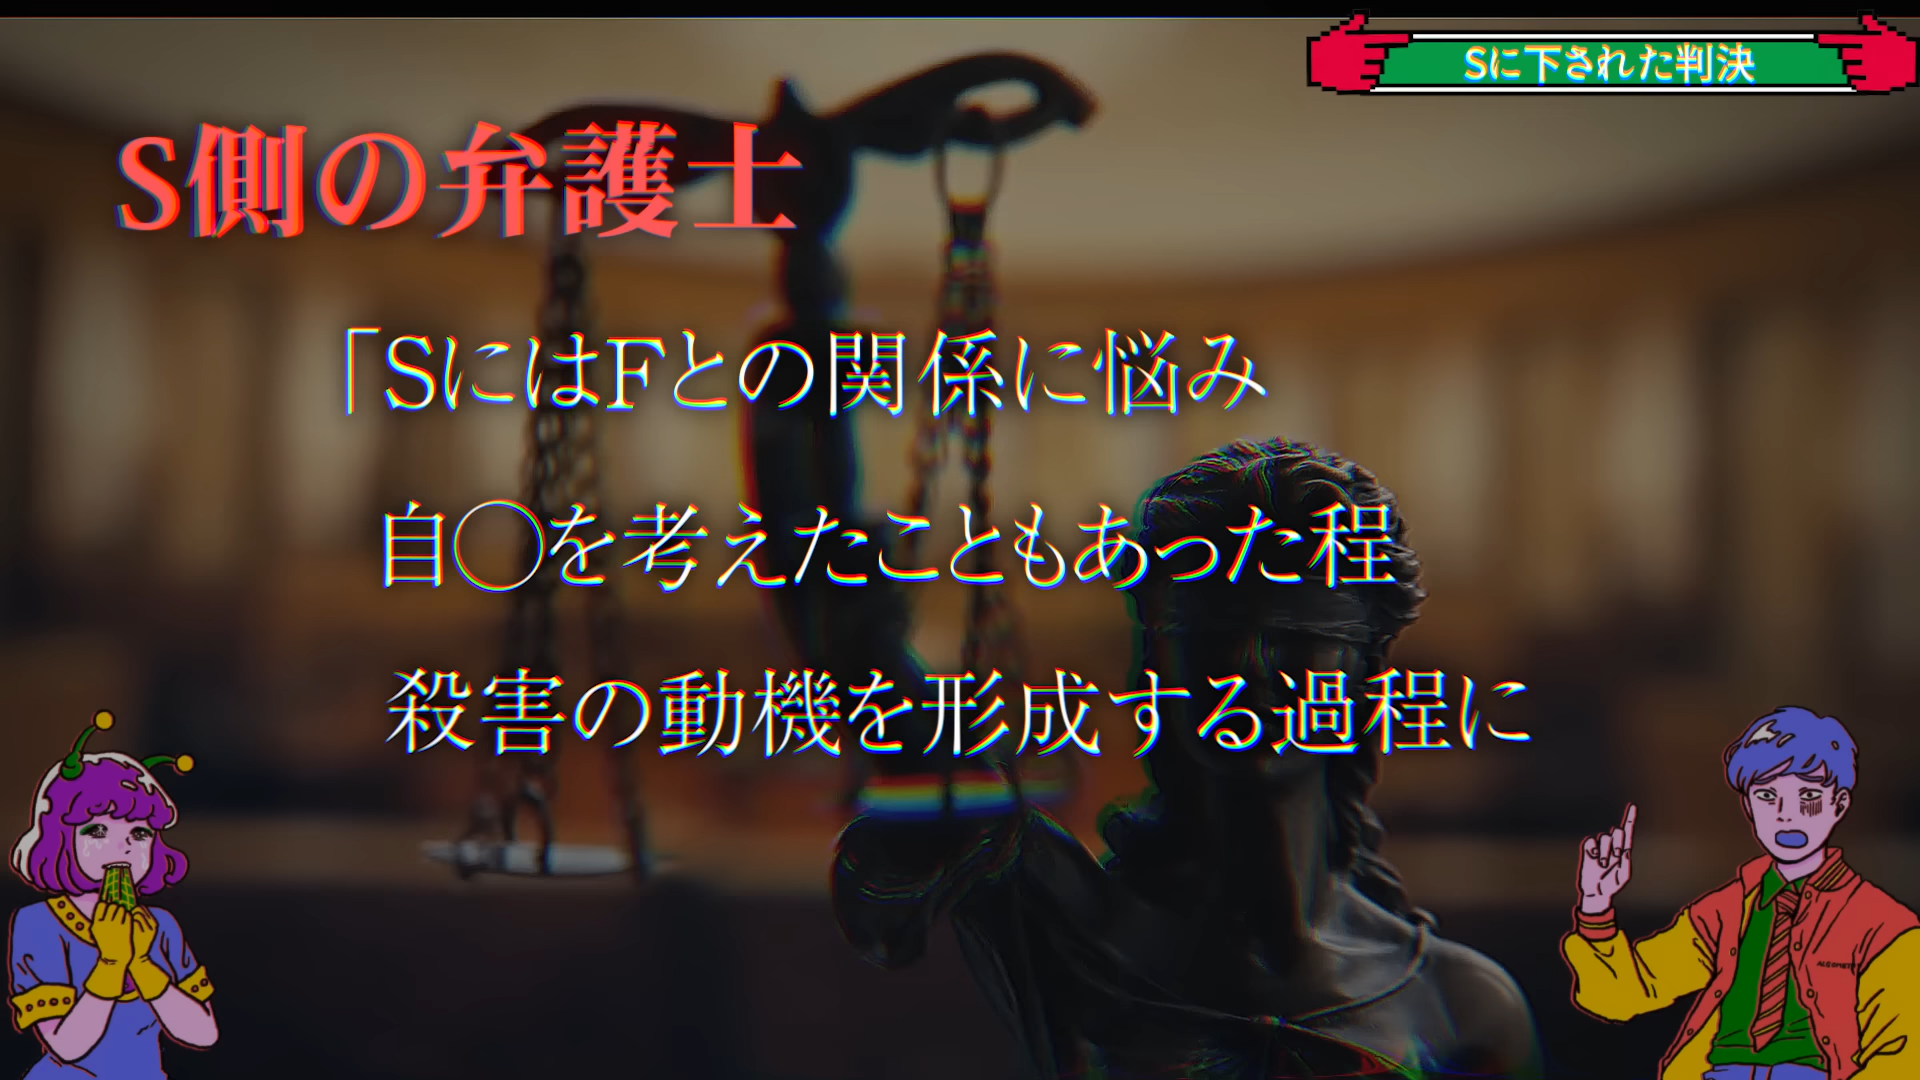 Sに下された判決
S側の弁護士
「SにはFとの関係に悩み
自◯を考えたこともあった程
殺害の動機を形成する過程に